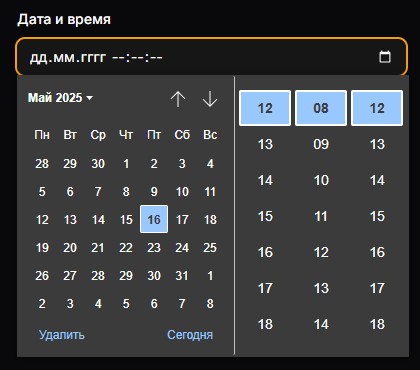 Дата и время
дд.мм.гггг --:--:--
Май 2025
Пн Вт Ср Чт Пт Сб Вс
28 29 30 1 2 3 4
5 6 7 8 9 10 11
12 13 14 15 16 17 18
19 20 21 22 23 24 25
26 27 28 29 30 31 1
2 3 4 5 6 7 8
Удалить Сегодня
12 08 12
13 09 13
14 10 14
15 11 15
16 12 16
17 13 17
18 14 18